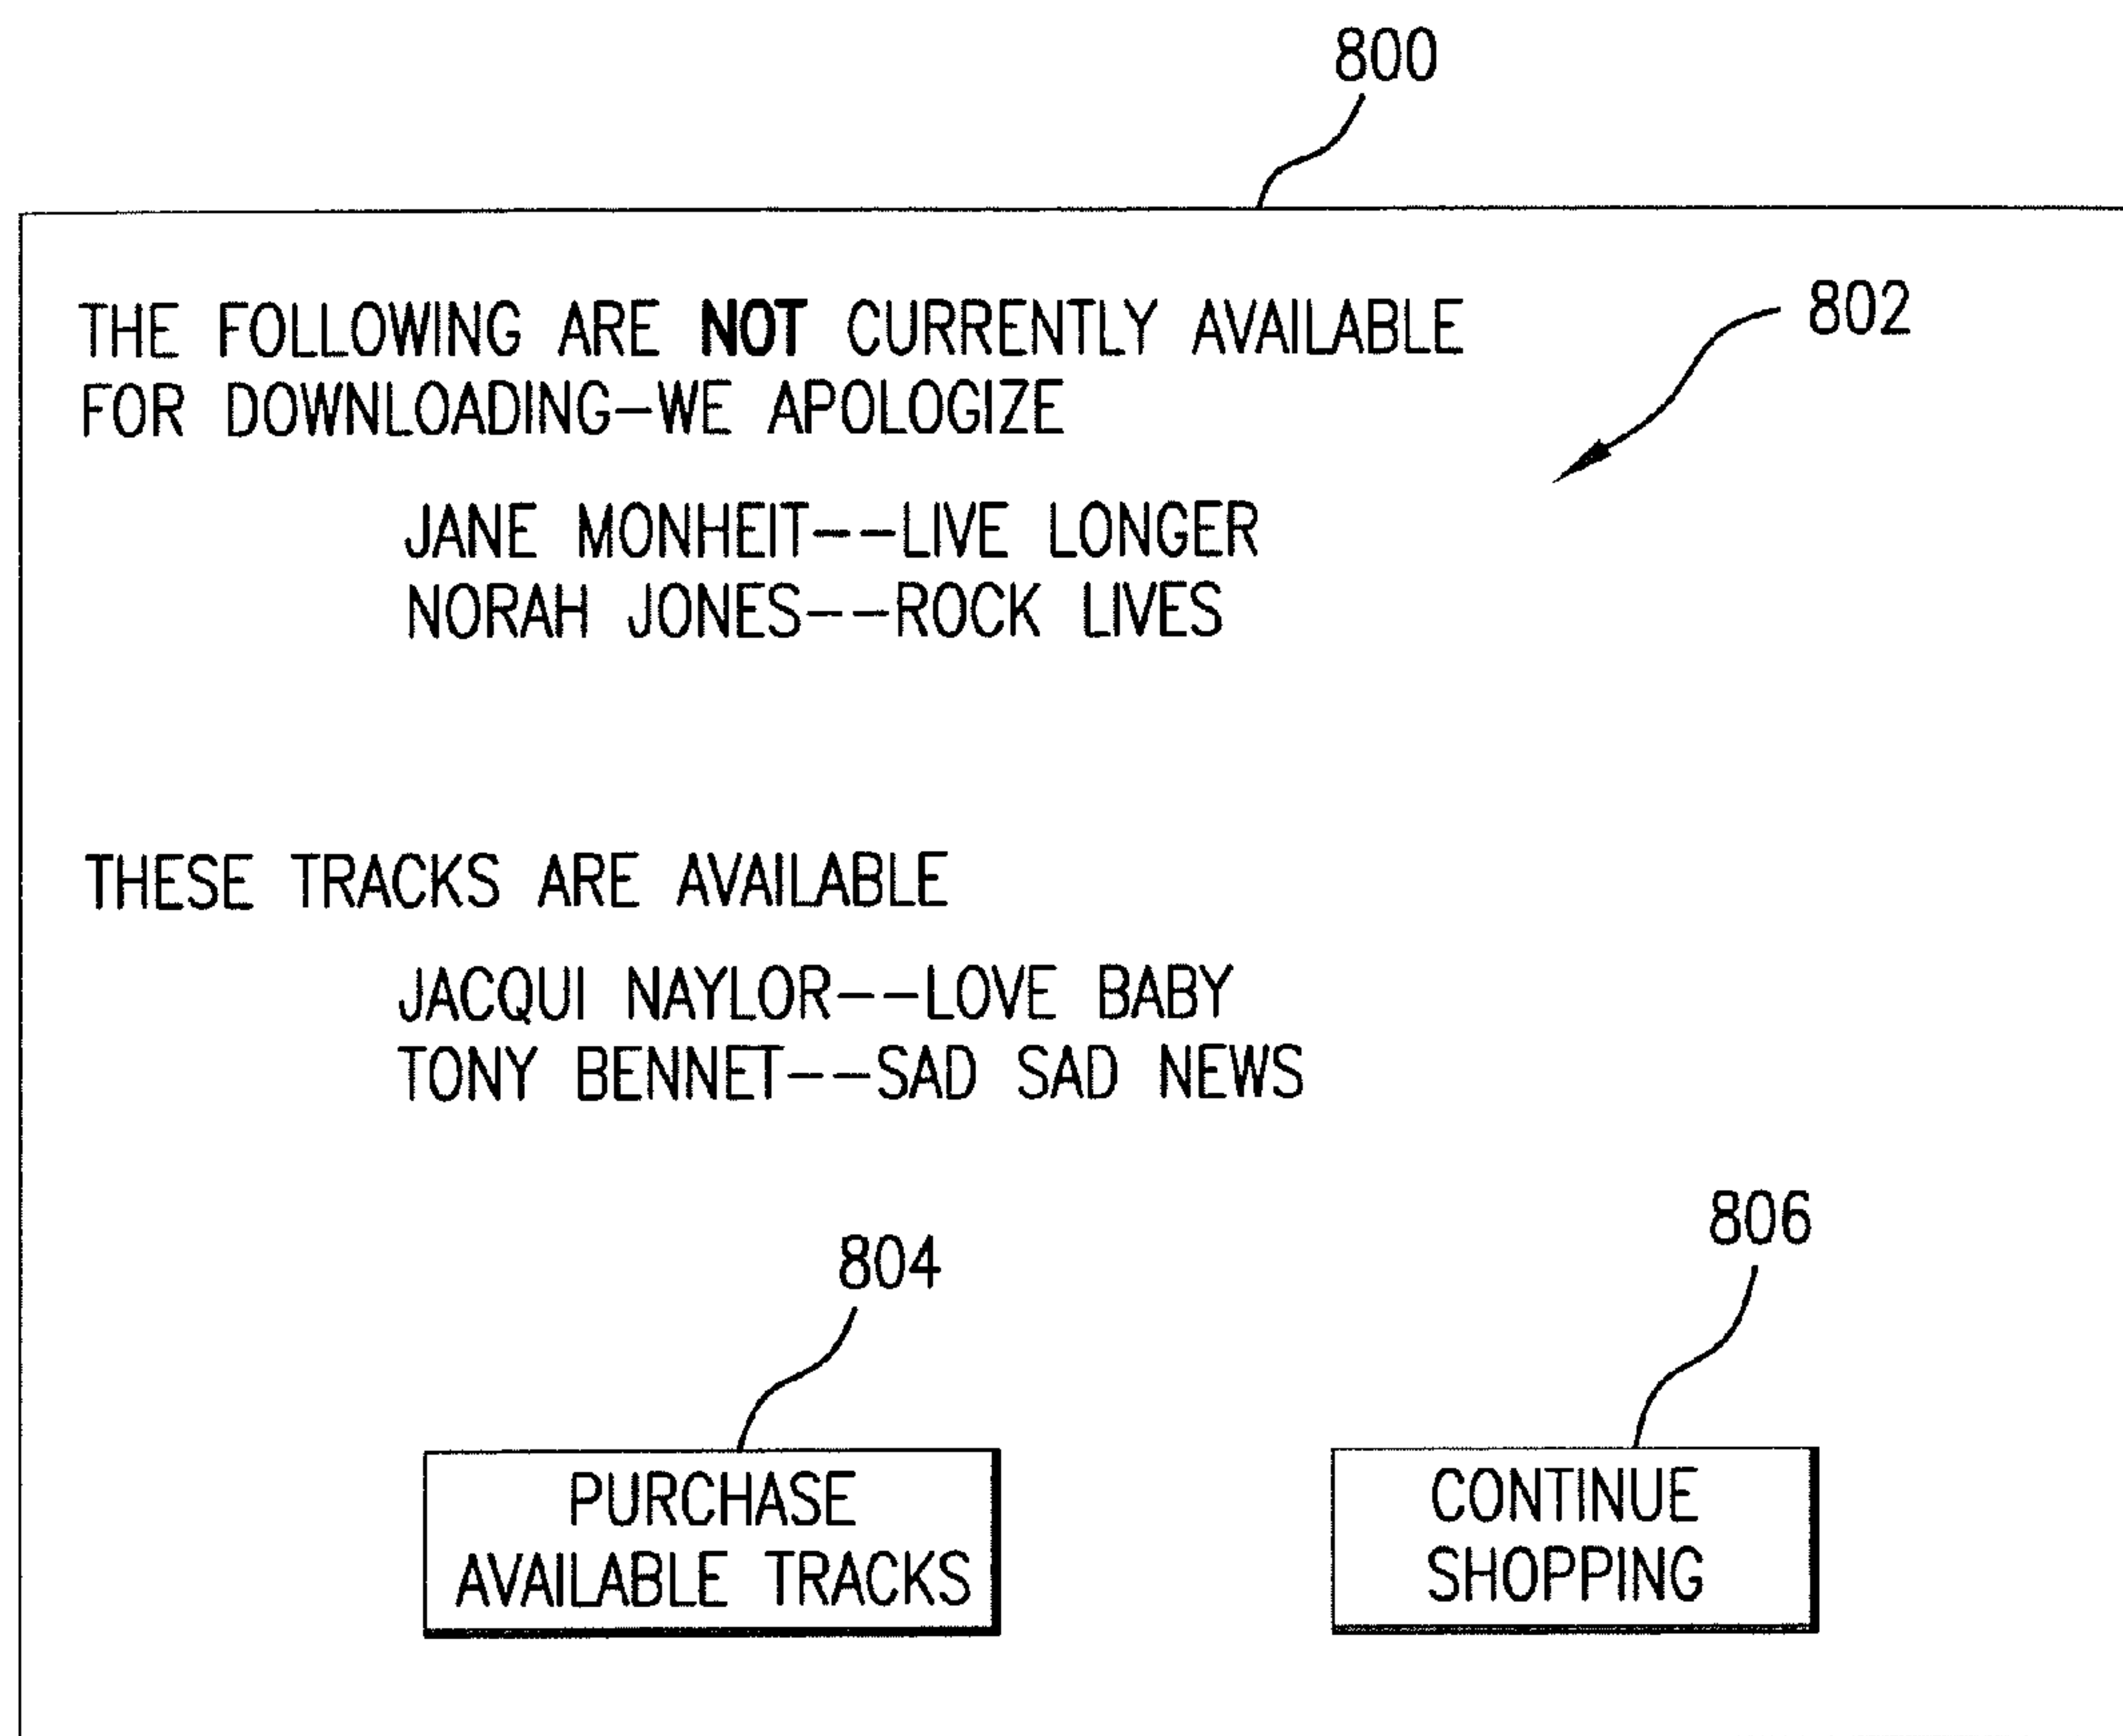 800
THE FOLLOWING ARE NOT CURRENTLY AVAILABLE
802
FOR DOWNLOADING–WE APOLOGIZE
JANE MONHEIT––LIVE LONGER
NORAH JONES––ROCK LIVES
THESE TRACKS ARE AVAILABLE
JACQUI NAYLOR––LOVE BABY
TONY BENNET––SAD SAD NEWS
804
806
PURCHASE
AVAILABLE TRACKS
CONTINUE
SHOPPING